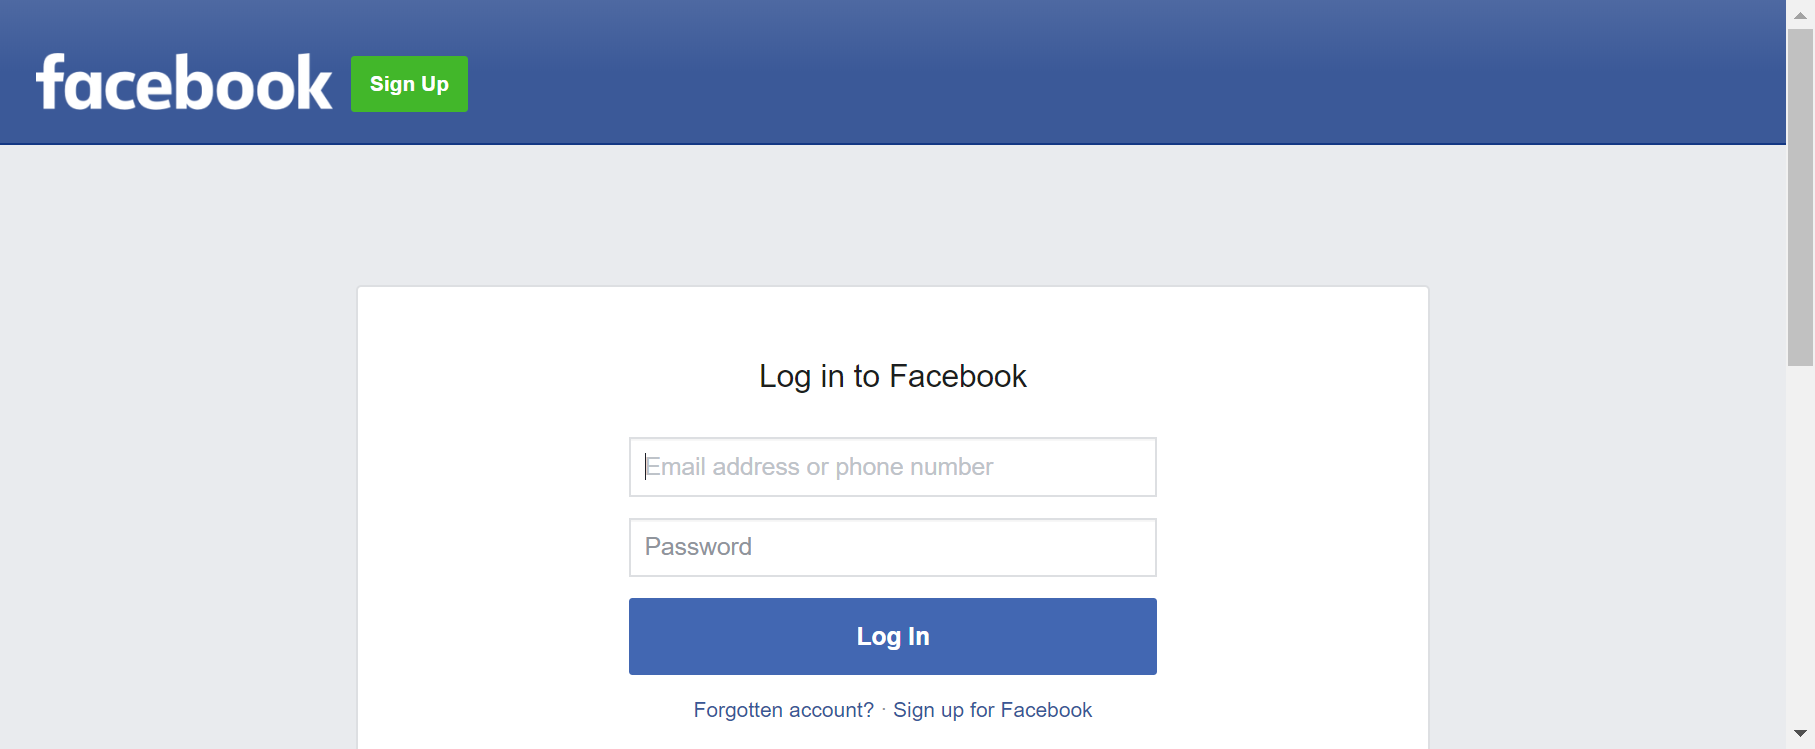 facebook Sign Up
Log in to Facebook
Email address or phone number
Password
Log In
Forgotten account? · Sign up for Facebook